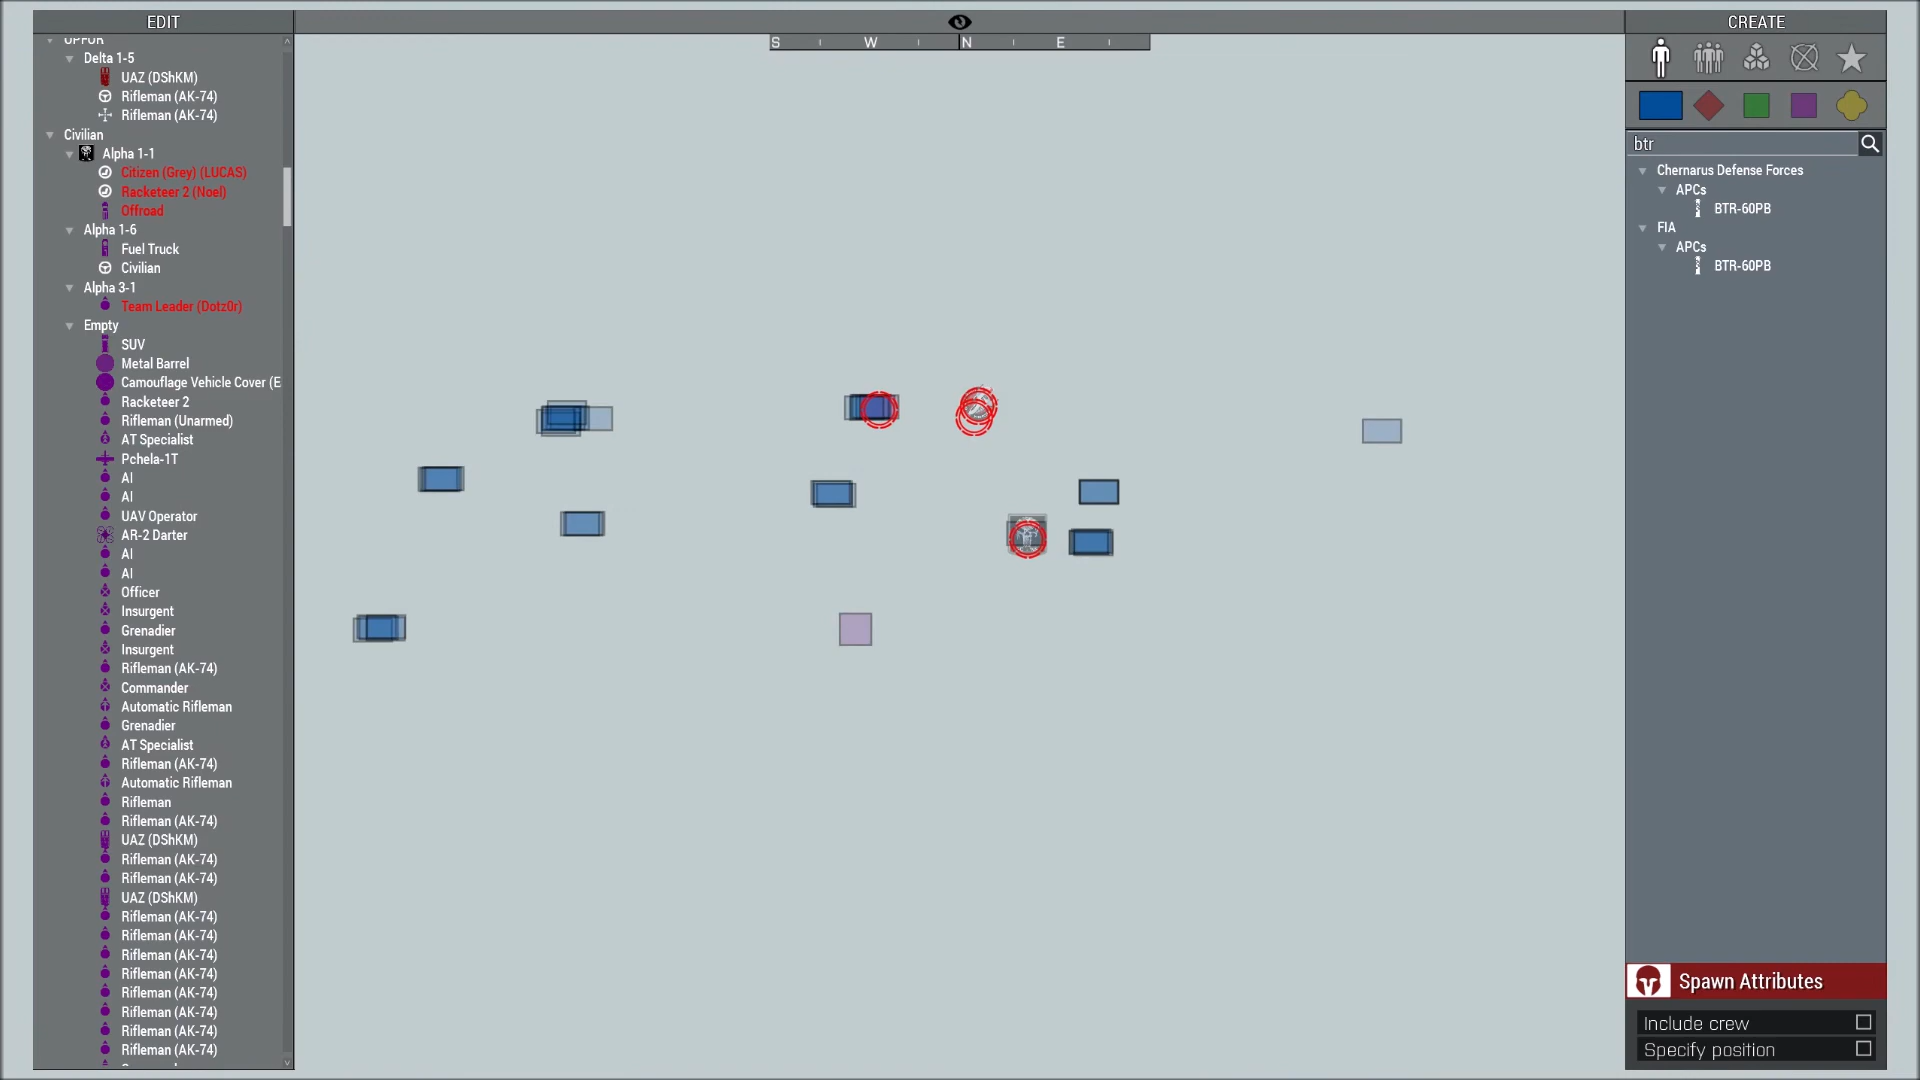 EDIT
OPFOR
Delta 1-5
UAZ (DShKM)
Rifleman (AK-74)
Rifleman (AK-74)
Civilian
Alpha 1-1
Citizen (Grey) (LUCAS)
Racketeer 2 (Noel)
Offroad
Alpha 1-6
Fuel Truck
Civilian
Alpha 3-1
Team Leader (Dotz0r)
Empty
SUV
Metal Barrel
Camouflage Vehicle Cover (E
Racketeer 2
Rifleman (Unarmed)
AT Specialist
Pchela-1T
AI
AI
UAV Operator
AR-2 Darter
AI
AI
Officer
Insurgent
Grenadier
Insurgent
Rifleman (AK-74)
Commander
Automatic Rifleman
Grenadier
AT Specialist
Rifleman (AK-74)
Automatic Rifleman
Rifleman
Rifleman (AK-74)
UAZ (DShKM)
Rifleman (AK-74)
Rifleman (AK-74)
UAZ (DShKM)
Rifleman (AK-74)
Rifleman (AK-74)
Rifleman (AK-74)
Rifleman (AK-74)
Rifleman (AK-74)
Rifleman (AK-74)
Rifleman (AK-74)
Rifleman (AK-74)
S W N E
CREATE
btr
Chernarus Defense Forces
APCs
BTR-60PB
FIA
APCs
BTR-60PB
Spawn Attributes
Include crew
Specify position